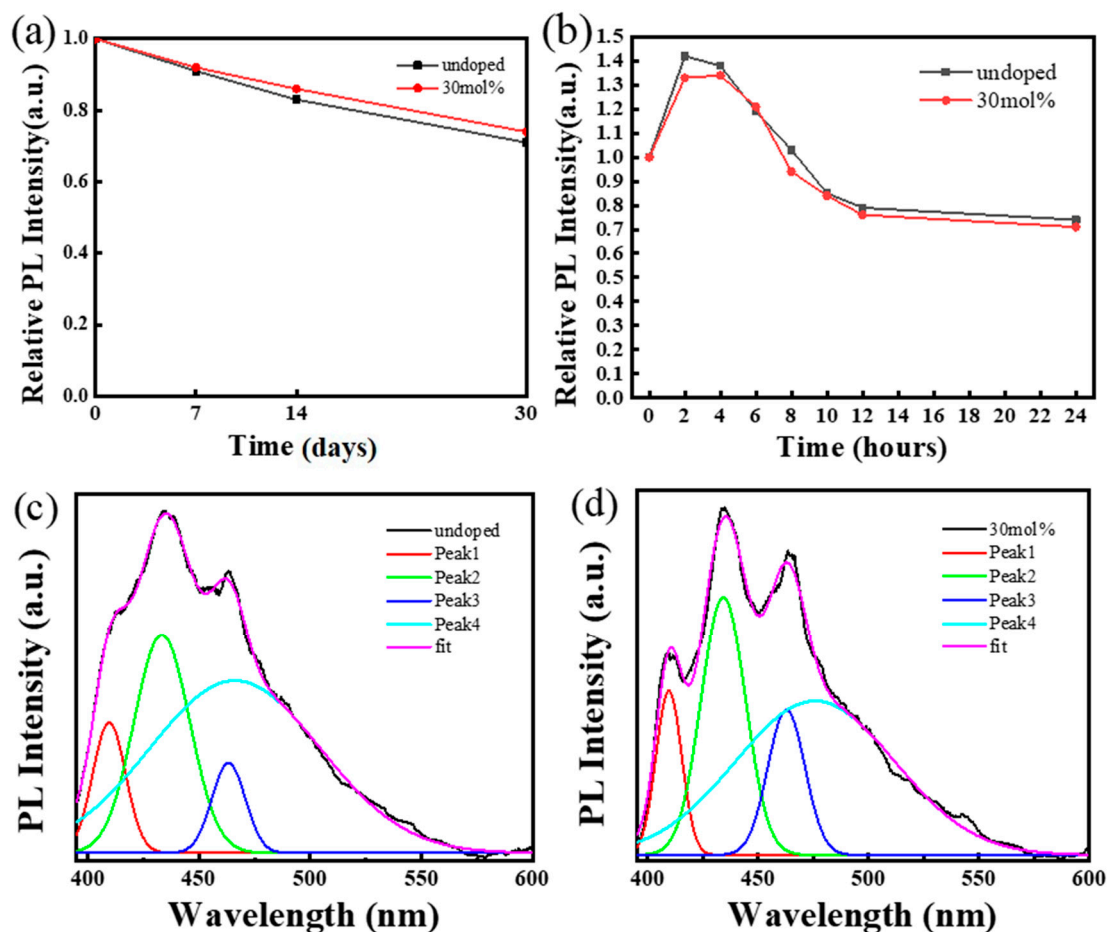 (a)
Relative PL Intensity(a.u.)
1.0
0.8
0.6
0.4
0.2
0.0
undoped
30mol%
0 7 14 30
Time (days)
(b)
Relative PL Intensity(a.u.)
1.5
1.4
1.3
1.2
1.1
1.0
0.9
0.8
0.7
0.6
0.5
0.4
0.3
0.2
0.1
0.0
undoped
30mol%
0 2 4 6 8 10 12 14 16 18 20 22 24
Time (hours)
(c)
PL Intensity (a.u.)
undoped
Peak1
Peak2
Peak3
Peak4
fit
400 450 500 550 600
Wavelength (nm)
(d)
PL Intensity (a.u.)
30mol%
Peak1
Peak2
Peak3
Peak4
fit
400 450 500 550 600
Wavelength (nm)